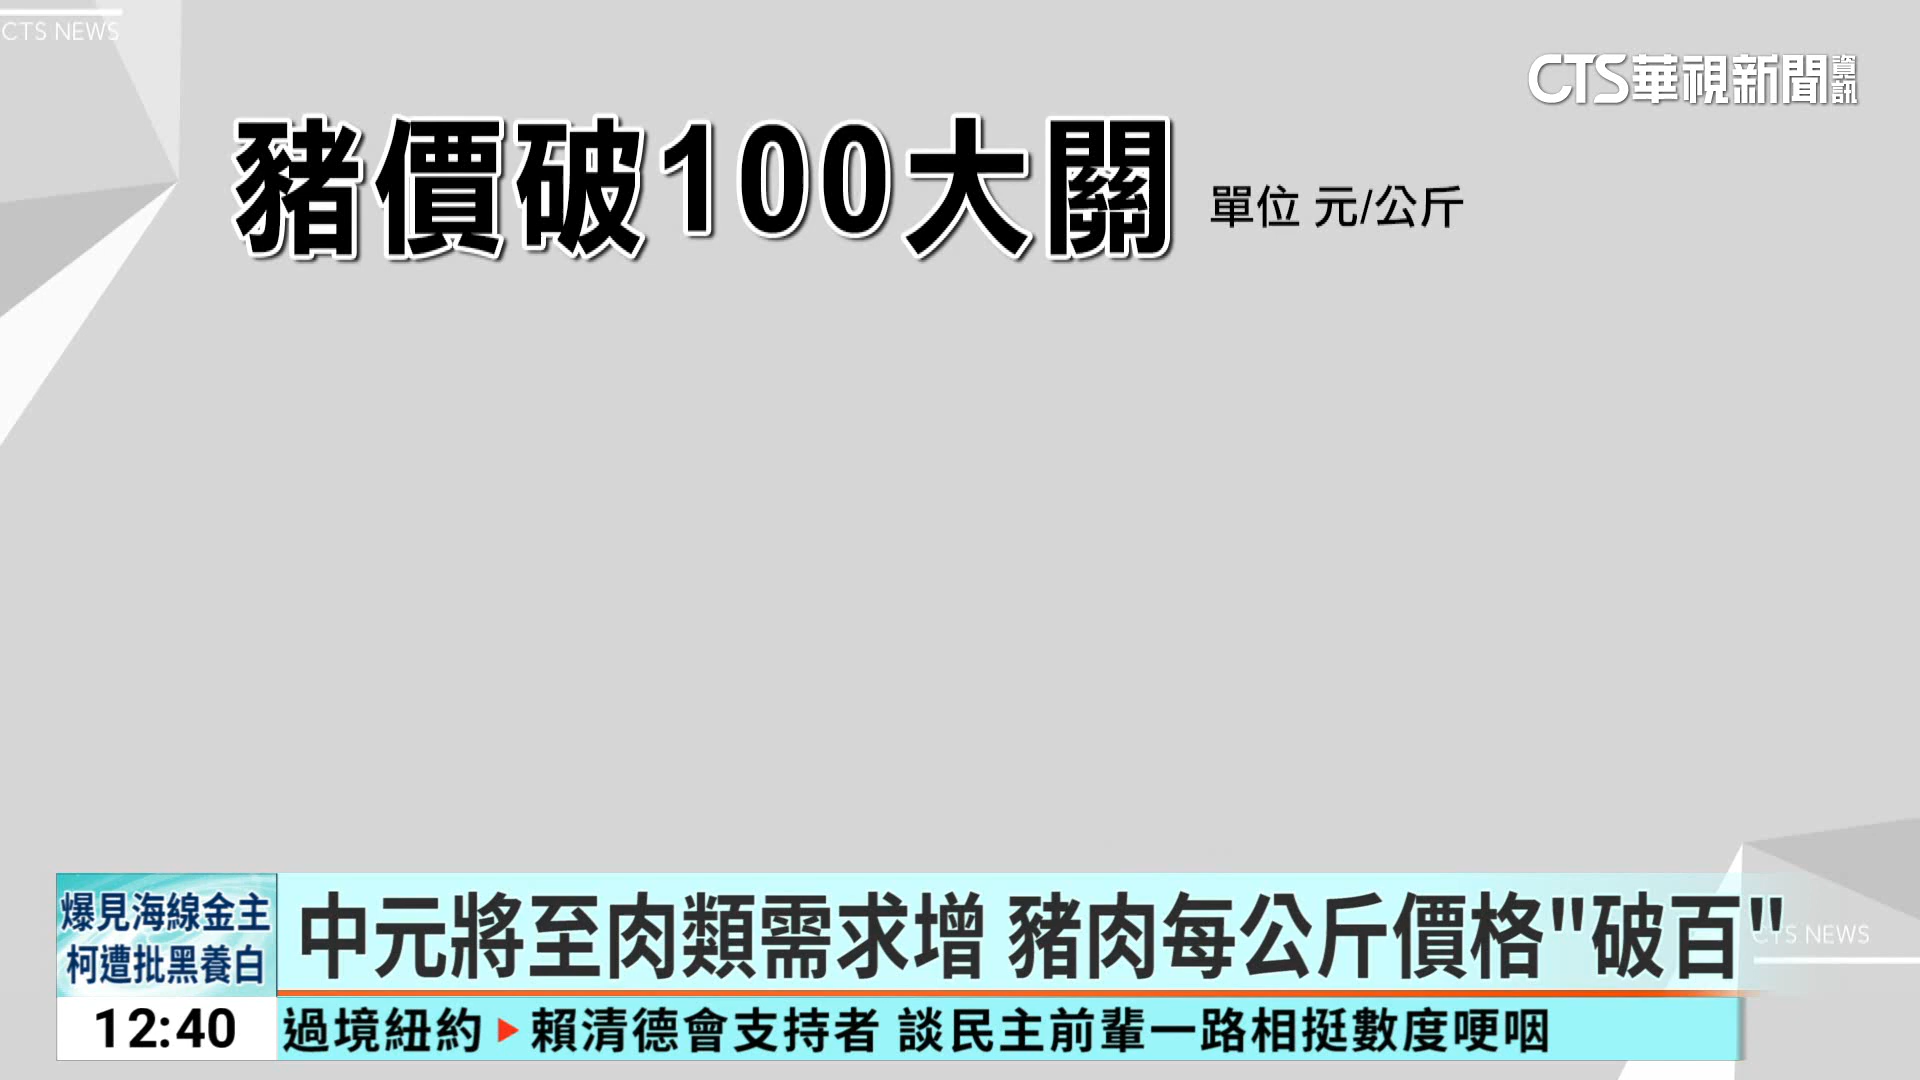 CTS NEWS
CTS華視新聞資訊
豬價破100大關 單位 元/公斤
爆見海線金主
柯遭批黑養白
中元將至肉類需求增 豬肉每公斤價格"破百"
CTS NEWS
12:40
過境紐約▶賴清德會支持者 談民主前輩一路相挺數度哽咽